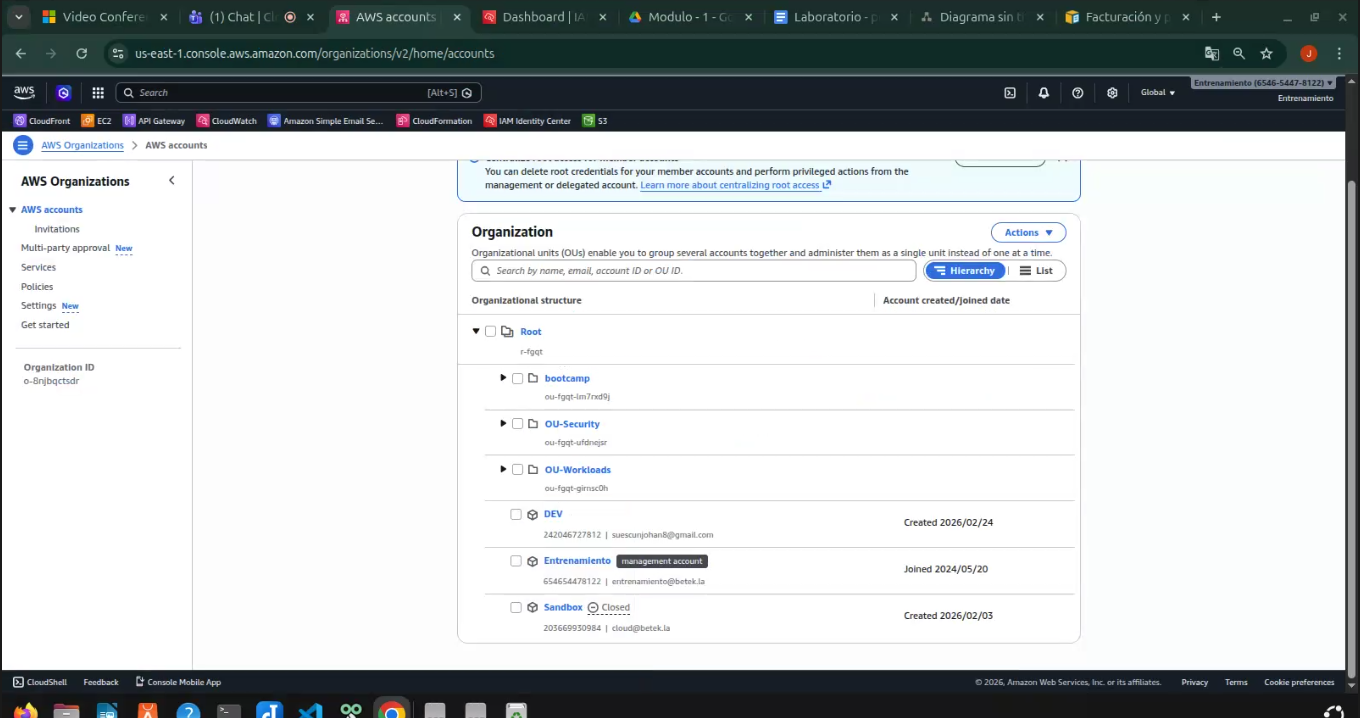 Video Confere
(1) Chat | Cl
AWS accounts
Dashboard | IA
Modulo - 1 - Go
Laboratorio - p
Diagrama sin ti
Facturación y p
us-east-1.console.aws.amazon.com/organizations/v2/home/accounts
J
aws
Search
[Alt+S]
Global
Entrenamiento (6546-5447-8122)
Entrenamiento
CloudFront
EC2
API Gateway
CloudWatch
Amazon Simple Email Se...
CloudFormation
IAM Identity Center
S3
AWS Organizations > AWS accounts
AWS Organizations
AWS accounts
Invitations
Multi-party approval New
Services
Policies
Settings New
Get started
Organization ID
o-8njbqctsdr
Centralize root access for member accounts
You can delete root credentials for your member accounts and perform privileged actions from the
management or delegated account. Learn more about centralizing root access
Organization
Actions
Organizational units (OUs) enable you to group several accounts together and administer them as a single unit instead of one at a time.
Search by name, email, account ID or OU ID.
Hierarchy
List
Organizational structure
Account created/joined date
Root
r-fgqt
bootcamp
ou-fgqt-lm7rxd9j
OU-Security
ou-fgqt-ufdnejsr
OU-Workloads
ou-fgqt-girnsc0h
DEV
242046727812 | suescunjohan8@gmail.com
Created 2026/02/24
Entrenamiento management account
654654478122 | entrenamiento@betek.la
Joined 2024/05/20
Sandbox Closed
203669930984 | cloud@betek.la
Created 2026/02/03
CloudShell
Feedback
Console Mobile App
© 2026, Amazon Web Services, Inc. or its affiliates.
Privacy
Terms
Cookie preferences